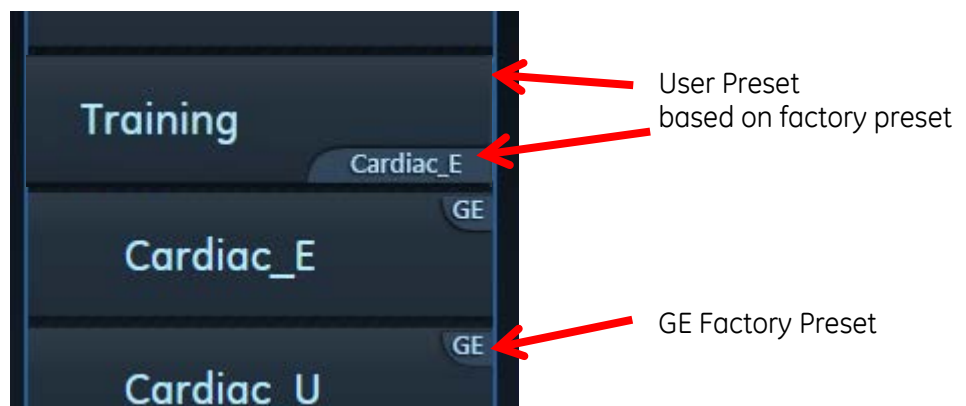 User Preset
based on factory preset
Training
Cardiac_E
GE
Cardiac_E
GE Factory Preset
GE
Cardiac_U